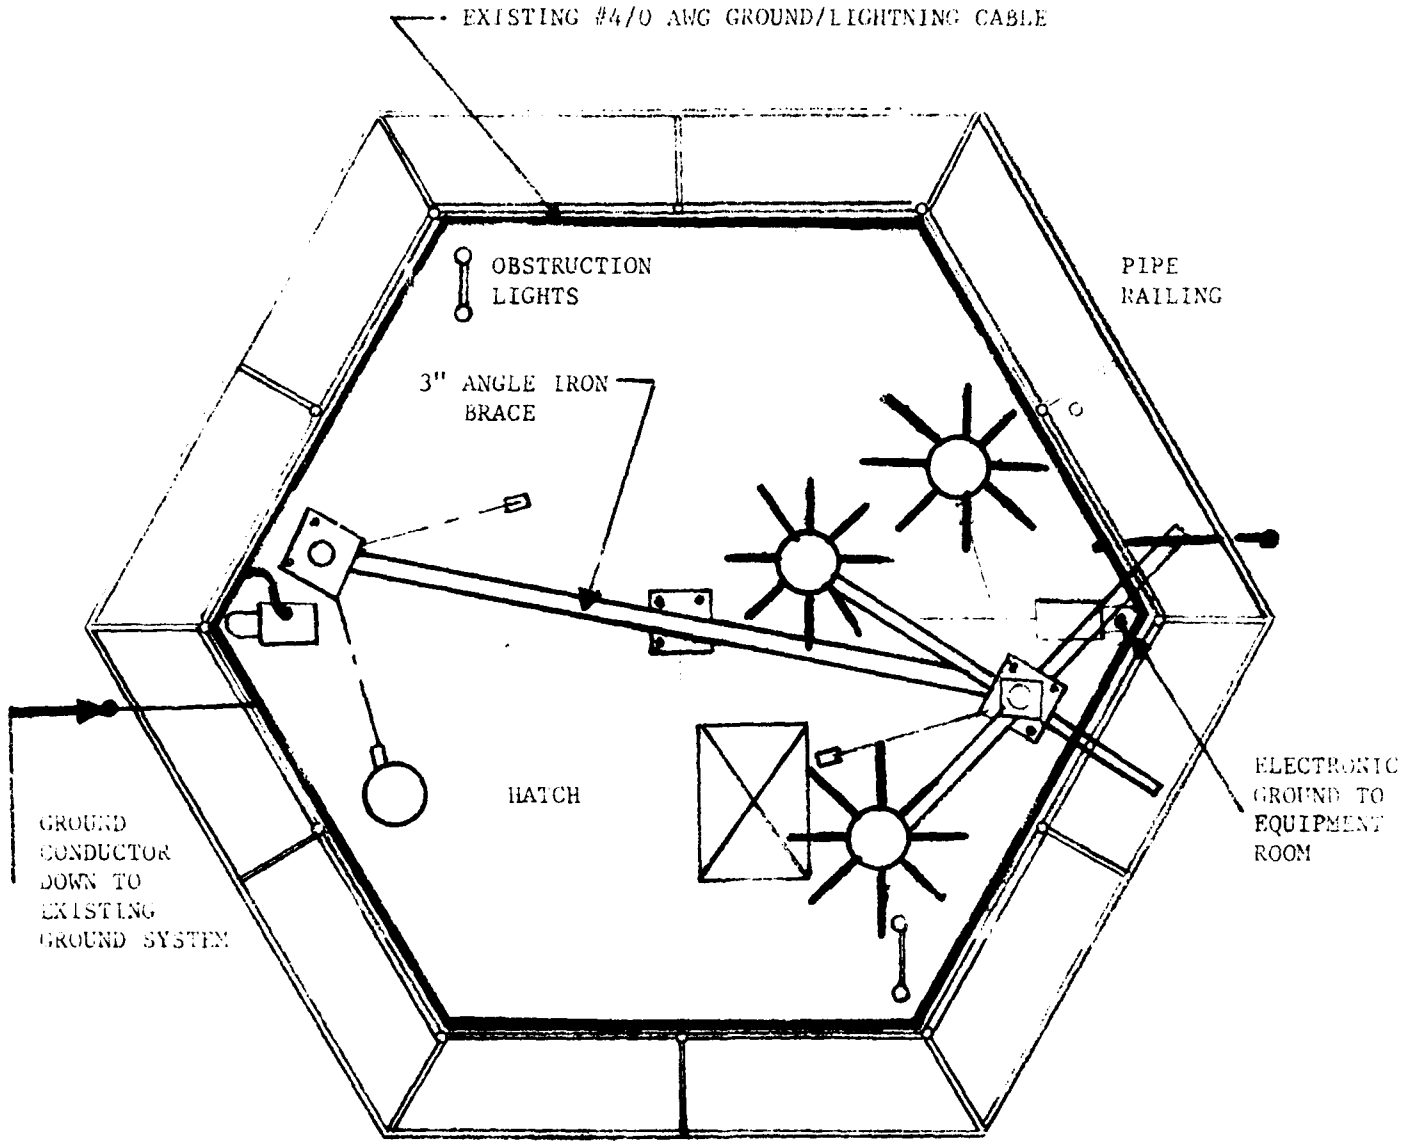 EXISTING #4/0 AWG GROUND/LIGHTNING CABLE
OBSTRUCTION
LIGHTS
PIPE
RAILING
3" ANGLE IRON
BRACE
HATCH
ELECTRONIC
GROUND TO
EQUIPMENT
ROOM
GROUND
CONDUCTOR
DOWN TO
EXISTING
GROUND SYSTEM